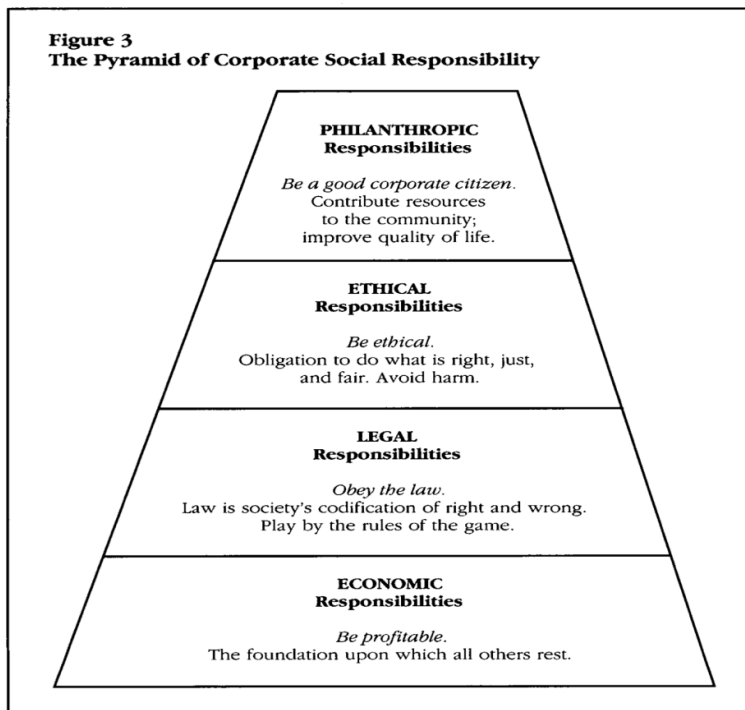 Figure 3
The Pyramid of Corporate Social Responsibility
PHILANTHROPIC
Responsibilities
Be a good corporate citizen.
Contribute resources
to the community;
improve quality of life.
ETHICAL
Responsibilities
Be ethical.
Obligation to do what is right, just,
and fair. Avoid harm.
LEGAL
Responsibilities
Obey the law.
Law is society's codification of right and wrong.
Play by the rules of the game.
ECONOMIC
Responsibilities
Be profitable.
The foundation upon which all others rest.